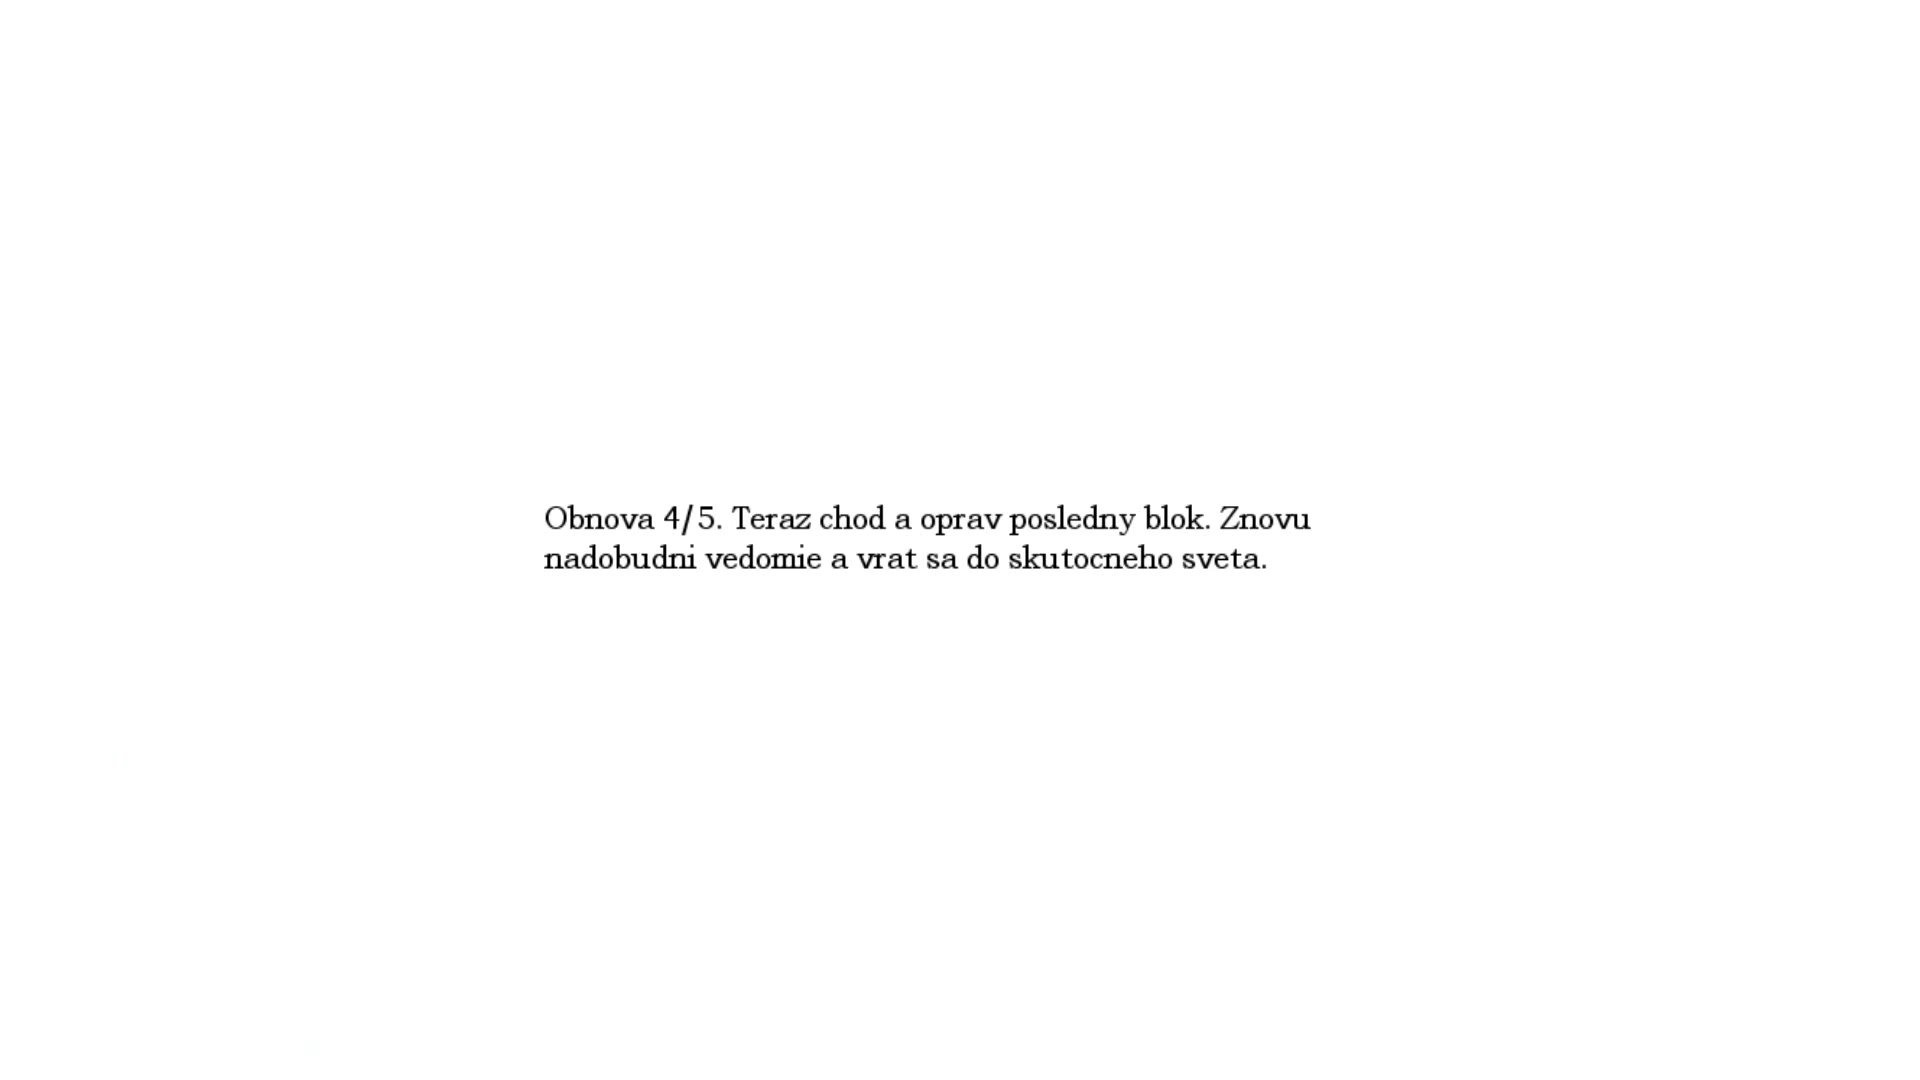 Obnova 4/5. Teraz chod a oprav posledny blok. Znovu
nadobudni vedomie a vrat sa do skutocneho sveta.